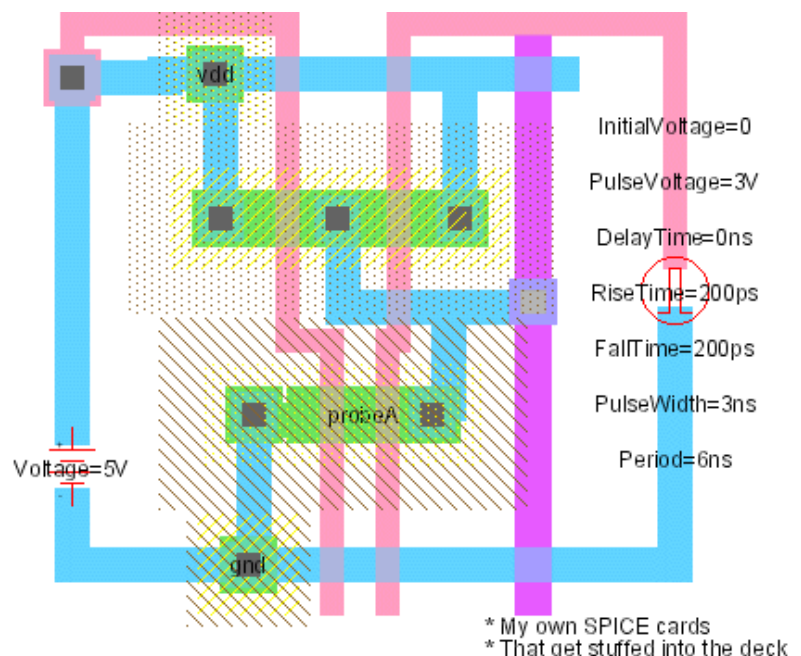 vdd
InitialVoltage=0
PulseVoltage=3V
DelayTime=0ns
RiseTime=200ps
FallTime=200ps
probeA
PulseWidth=3ns
Voltage=5V
Period=6ns
gnd
* My own SPICE cards
* That get stuffed into the deck